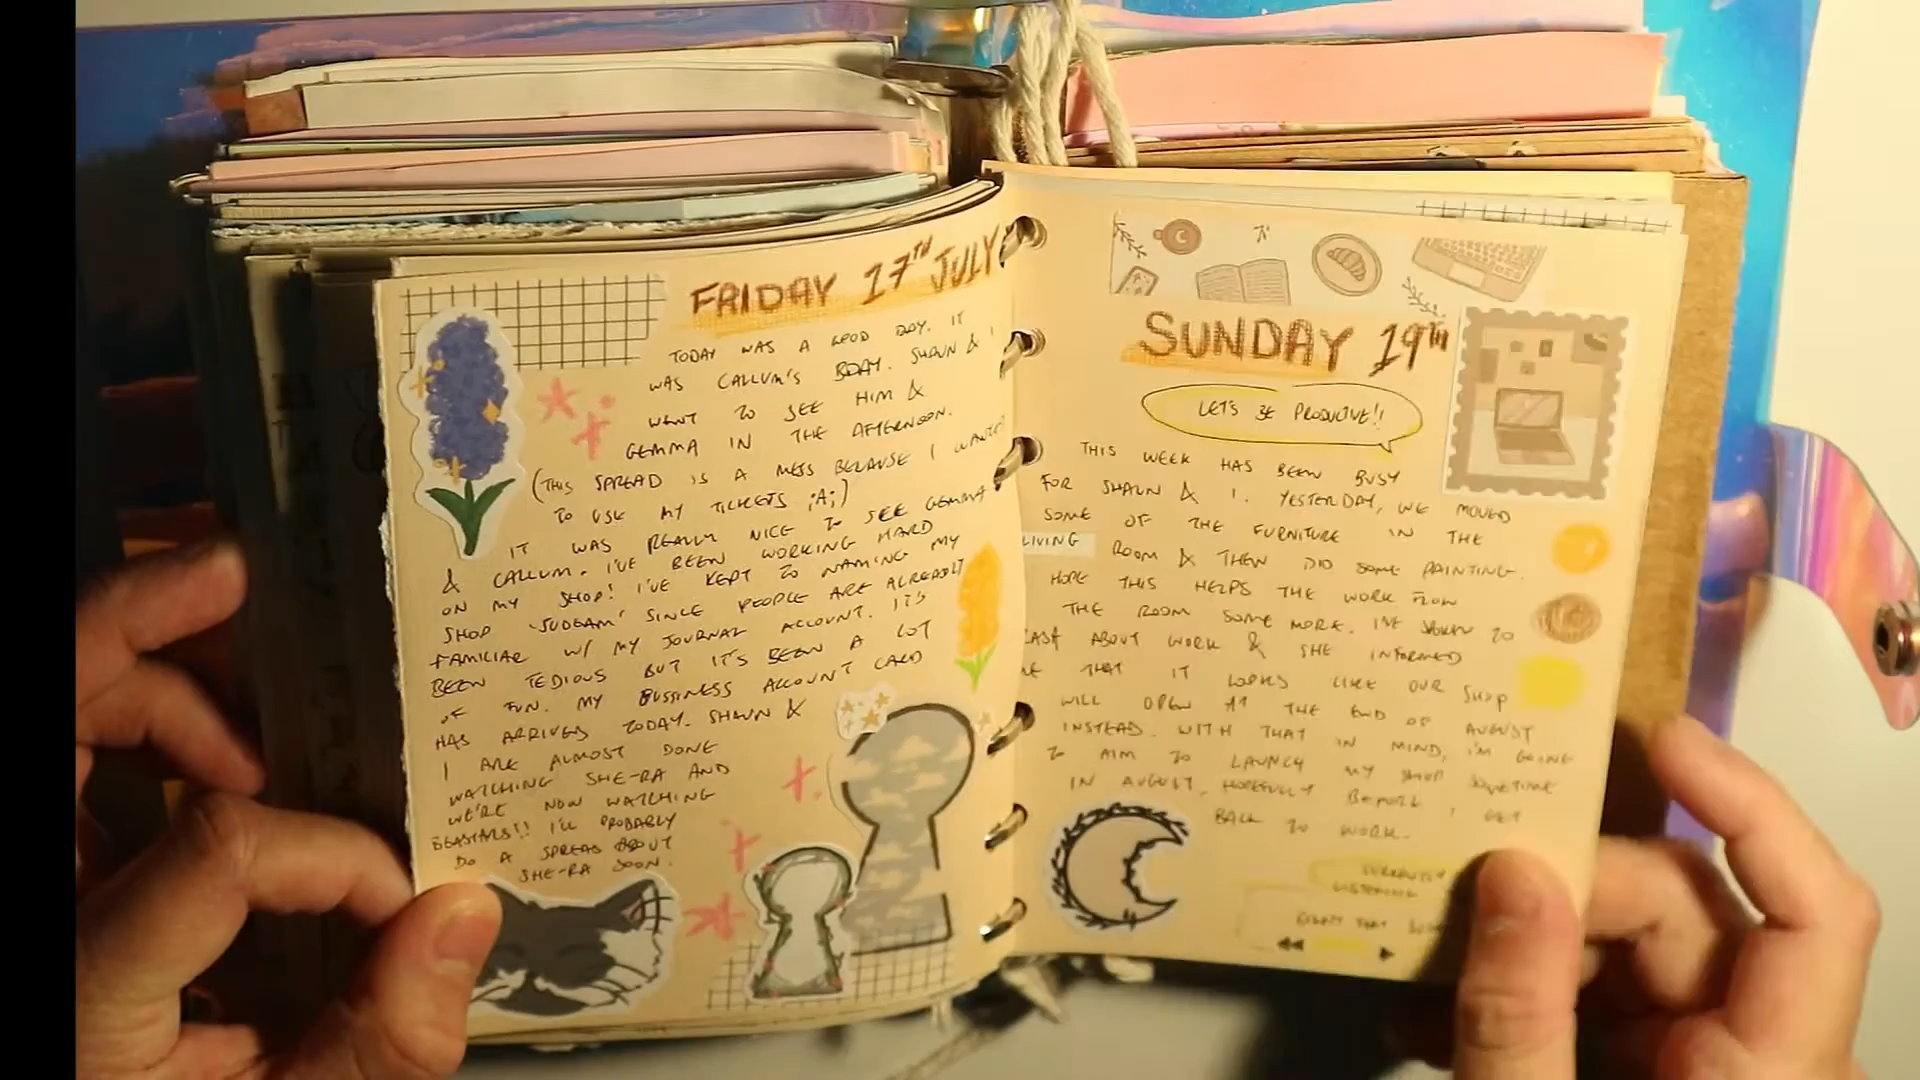 FRIDAY 17TH JULY
TODAY WAS A GOOD DAY. IT
WAS CALLUM'S BDAY. SHAUN & I
WENT TO SEE HIM &
GEMMA IN THE AFTERNOON.
(THIS SPREAD IS A MESS BECAUSE I WANTED
TO USE MY TICKETS ;A;)
IT WAS REALLY NICE TO SEE GEMMA
& CALLUM. I'VE BEEN WORKING HARD
ON MY SHOP! I'VE KEPT TO NAMING MY
SHOP 'SUDEAM' SINCE PEOPLE ARE ALREADY
FAMILIAR W/ MY JOURNAL ACCOUNT. IT'S
BEEN TEDIOUS BUT IT'S BEEN A LOT
OF FUN. MY BUSSINESS ACCOUNT CARD
HAS ARRIVED TODAY. SHAUN &
I ARE ALMOST DONE
WATCHING SHE-RA AND
WE'RE NOW WATCHING
BEASTARS!! I'LL PROBABLY
DO A SPREAD ABOUT
SHE-RA SOON.
SUNDAY 19TH
LET'S BE PRODUCTIVE!!
THIS WEEK HAS BEEN BUSY
FOR SHAUN & I. YESTERDAY, WE MOVED
SOME OF THE FURNITURE IN THE
LIVING ROOM & THEN DID SOME PAINTING.
HOPE THIS HELPS THE WORK FLOW
THE ROOM SOME MORE. I'VE SPOKEN TO
ABOUT WORK & SHE INFORMED
THAT IT LOOKS LIKE OUR SHOP
WILL OPEN AT THE END OF AUGUST
INSTEAD. WITH THAT IN MIND, I'M GOING
TO AIM TO LAUNCH MY SHOP SOMETIME
IN AUGUST, HOPEFULLY BEFORE I GET
BACK TO WORK.
CURRENTLY
LISTENING